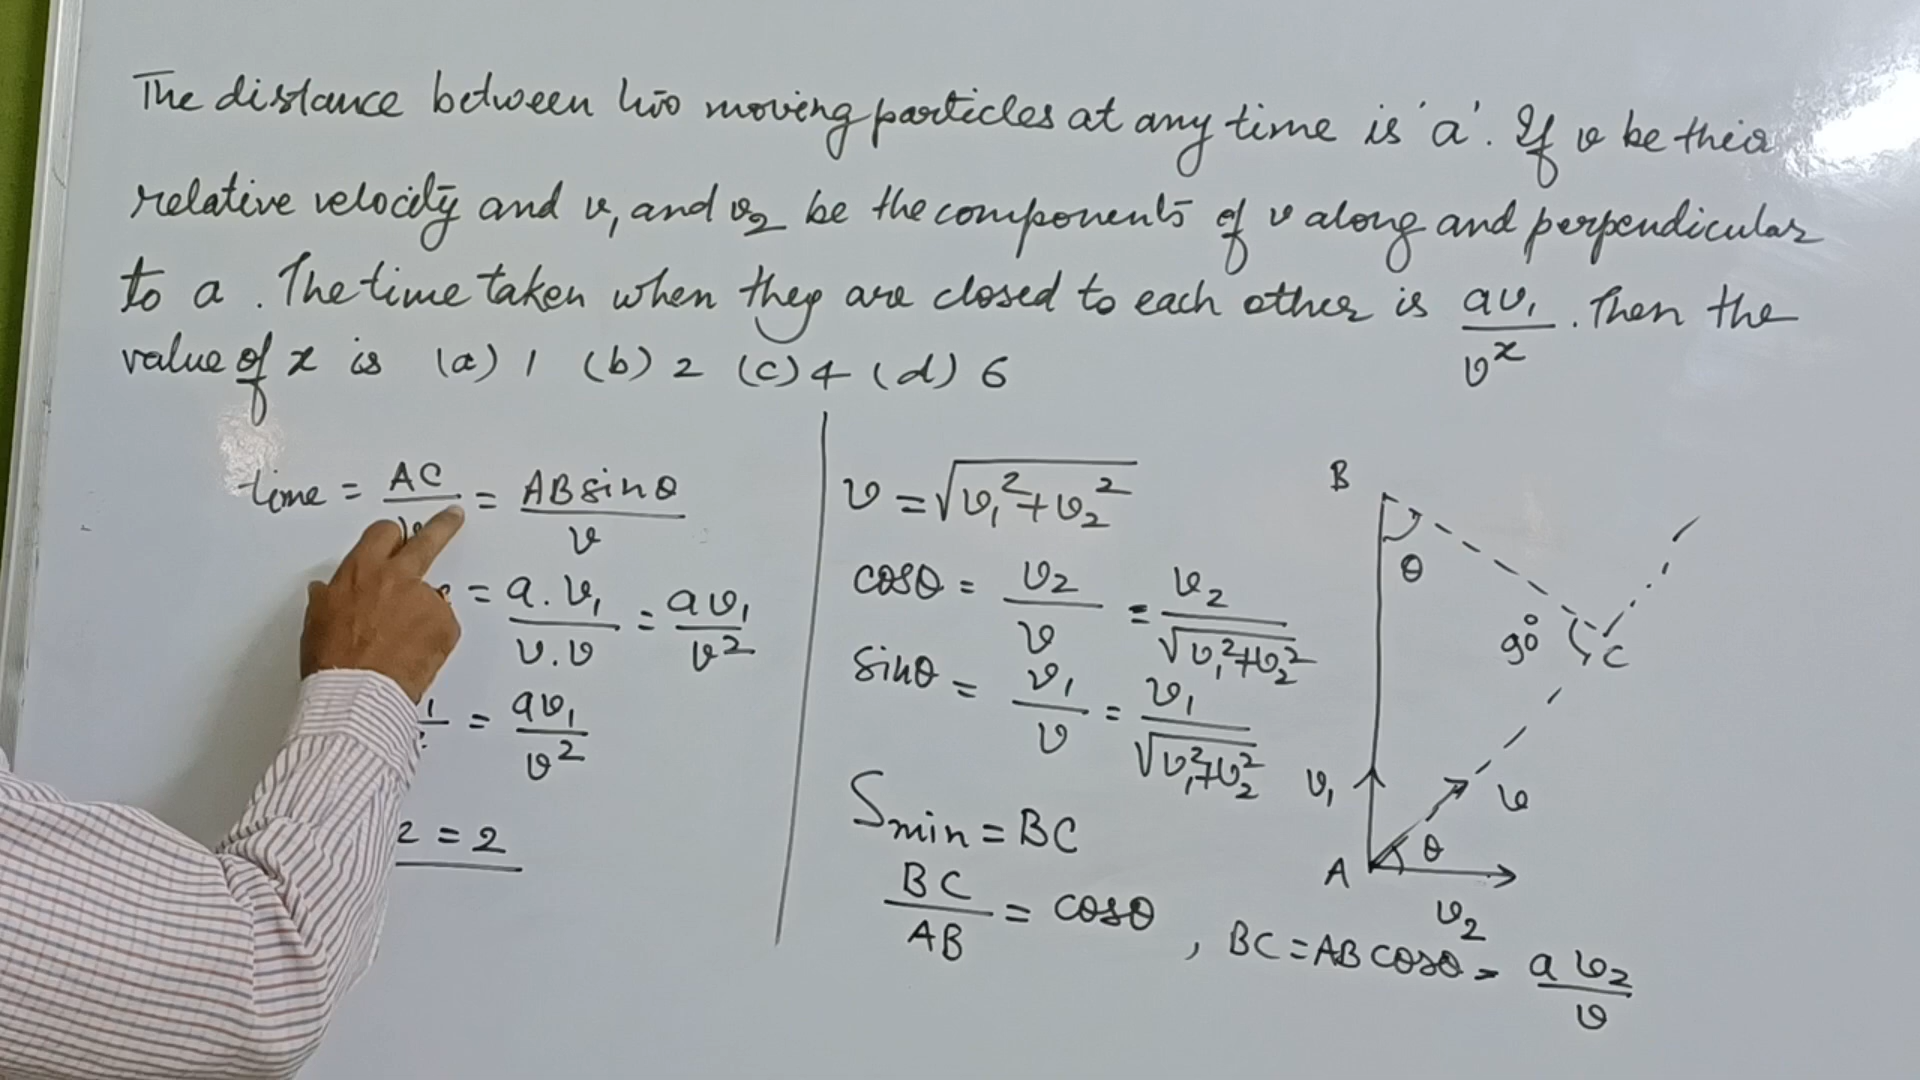 The distance between two moving particles at any time is 'a'. If v be their
relative velocity and v₁ and v₂ be the components of v along and perpendicular
to a. The time taken when they are closed to each other is av₁/v^x. Then the
value of x is (a) 1 (b) 2 (c) 4 (d) 6
time = AC/v = AB sinθ/v
= a.v₁/v.v = av₁/v²
= av₁/v²
2 = 2
v = √(v₁²+v₂²)
cosθ = v₂/v = v₂/√(v₁²+v₂²)
sinθ = v₁/v = v₁/√(v₁²+v₂²)
Smin = BC
BC/AB = cosθ, BC = AB cosθ = av₂/v
B
θ
90°
C
v₁
v
A
θ
v₂